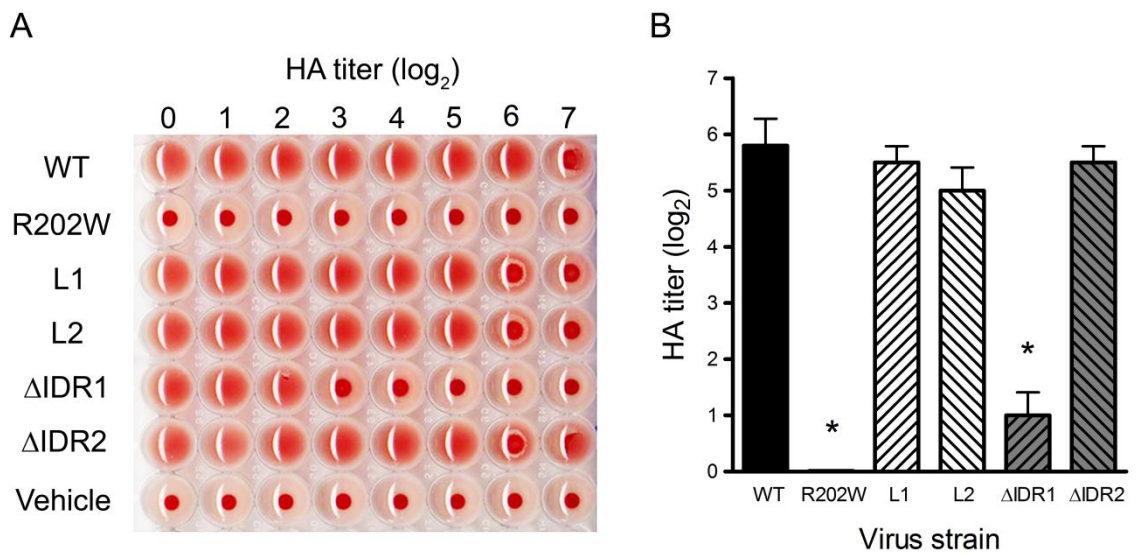 A
HA titer (log2)
0 1 2 3 4 5 6 7
WT
R202W
L1
L2
ΔIDR1
ΔIDR2
Vehicle
B
HA titer (log2)
7
6
5
4
3
2
1
0
* *
WT R202W L1 L2 ΔIDR1 ΔIDR2
Virus strain